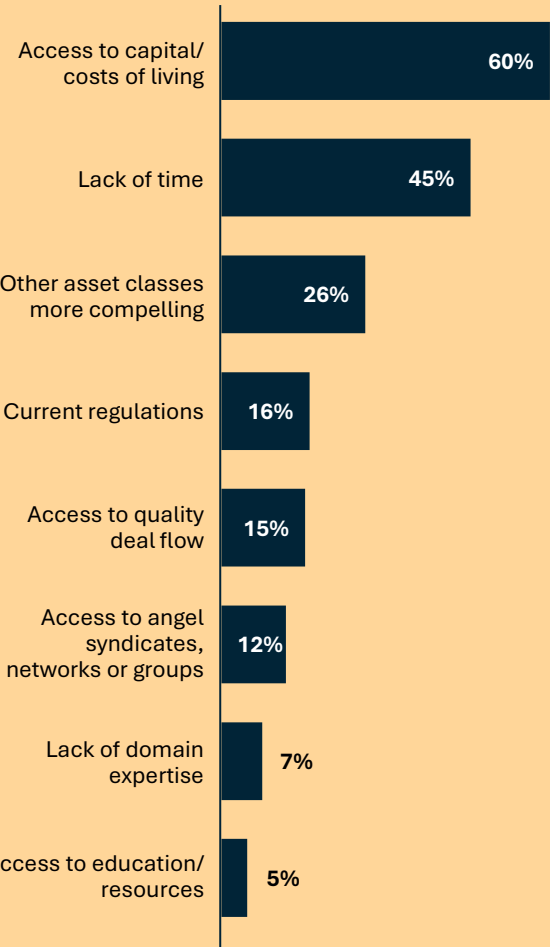 Access to capital/
costs of living
60%
Lack of time
45%
Other asset classes
more compelling
26%
Current regulations
16%
Access to quality
deal flow
15%
Access to angel
syndicates,
networks or groups
12%
Lack of domain
expertise
7%
ccess to education/
resources
5%